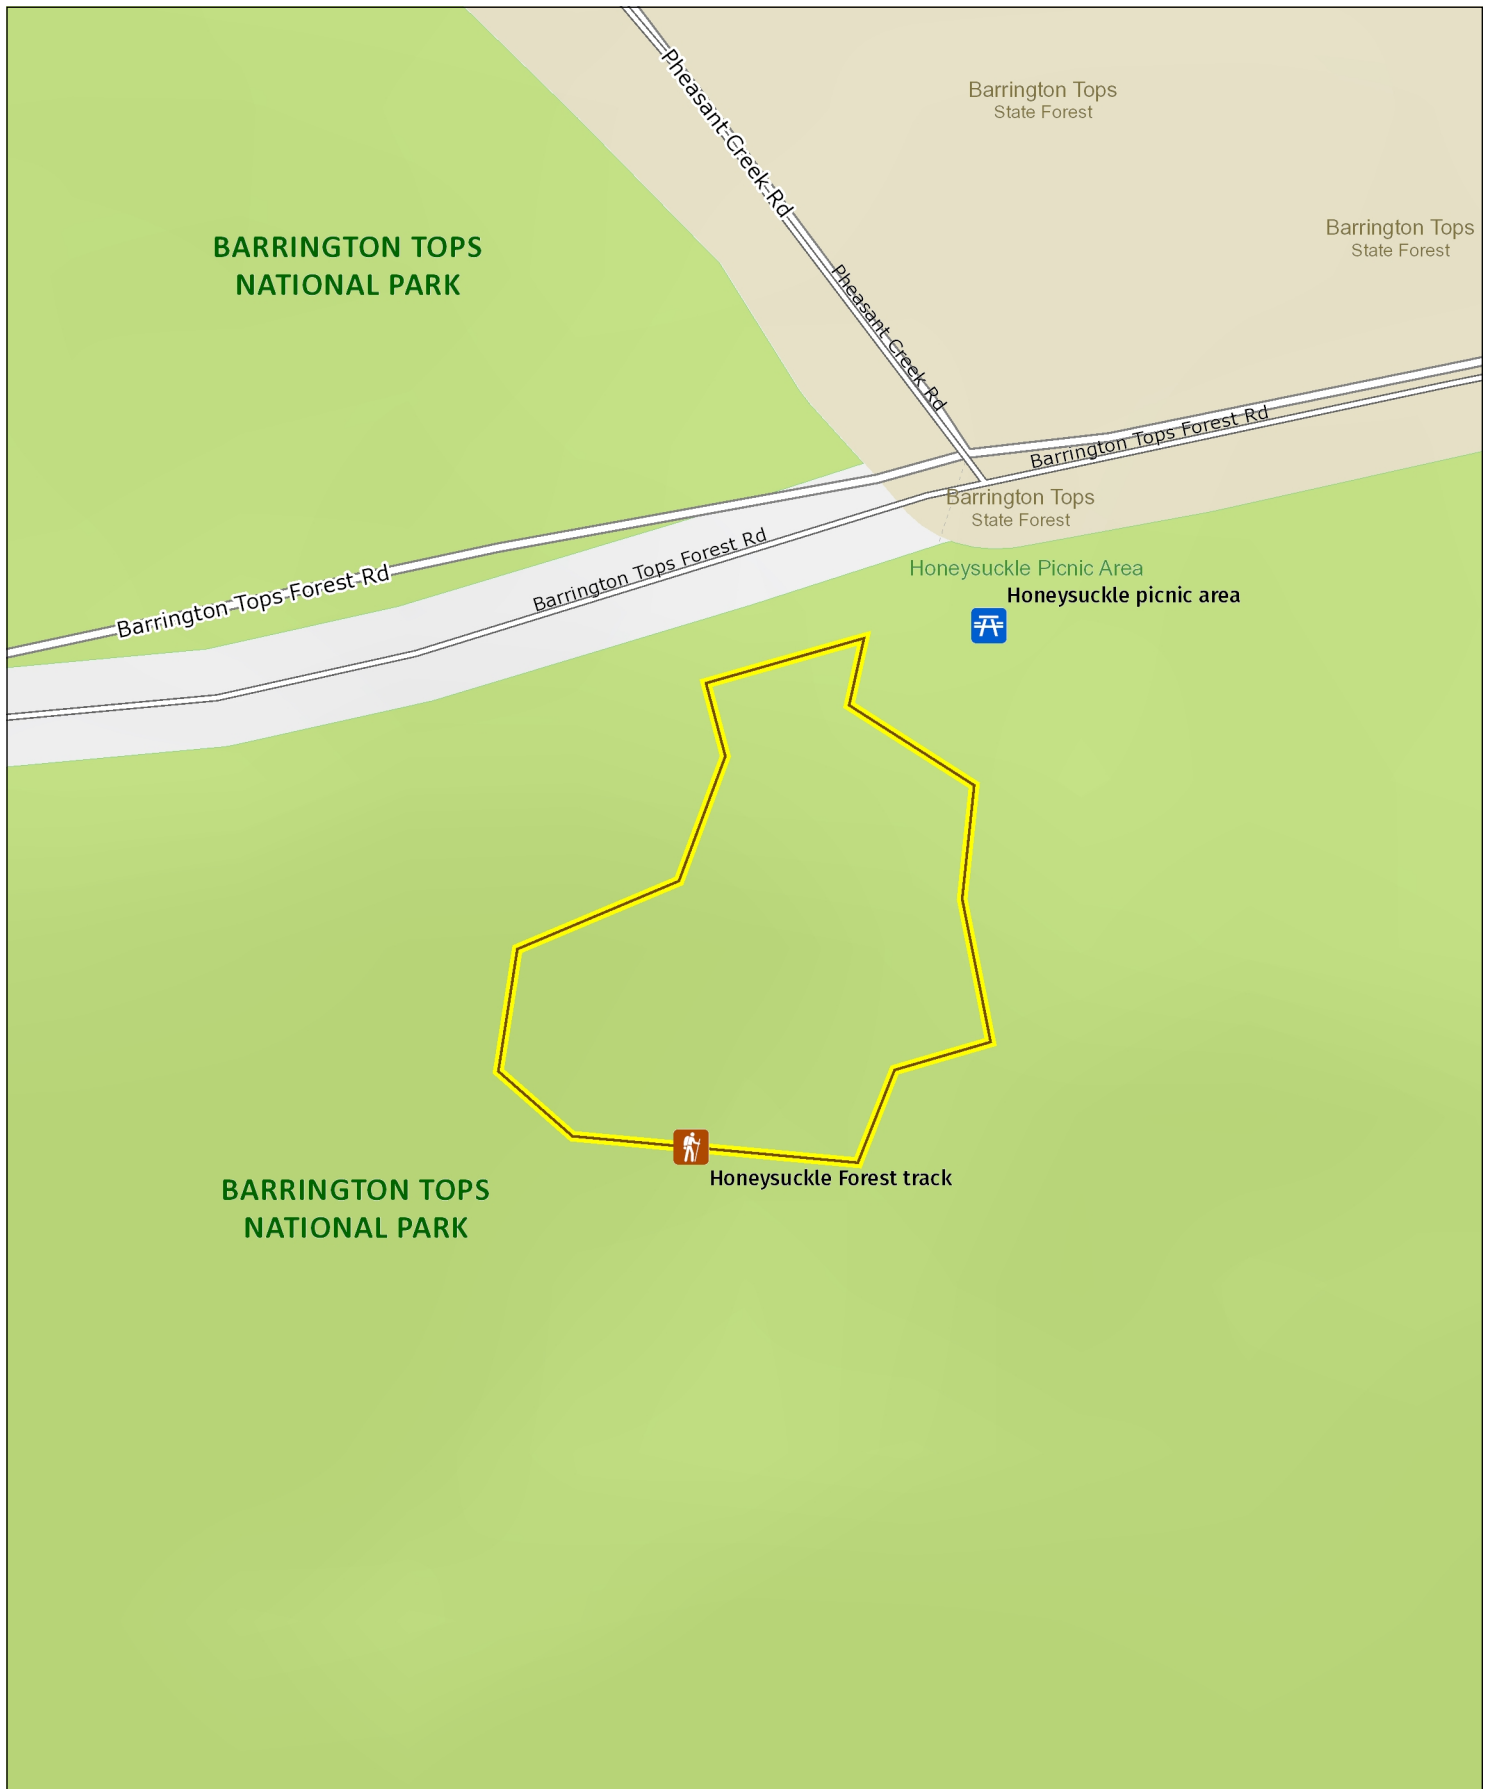 Pheasant Creek Rd
Barrington Tops
State Forest
BARRINGTON TOPS
NATIONAL PARK
Barrington Tops
State Forest
Pheasant Creek Rd
Barrington Tops Forest Rd
Barrington Tops
State Forest
Barrington Tops Forest Rd
Barrington Tops Forest Rd
Honeysuckle Picnic Area
Honeysuckle picnic area
Honeysuckle Forest track
BARRINGTON TOPS
NATIONAL PARK